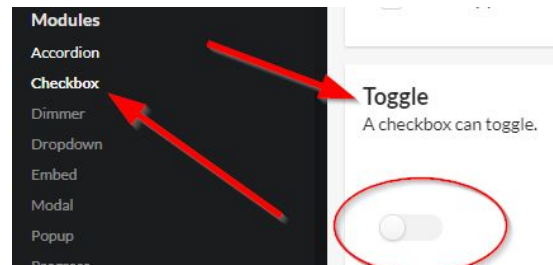 Modules
Accordion
Checkbox
Dimmer
Dropdown
Embed
Modal
Popup
Toggle
A checkbox can toggle.